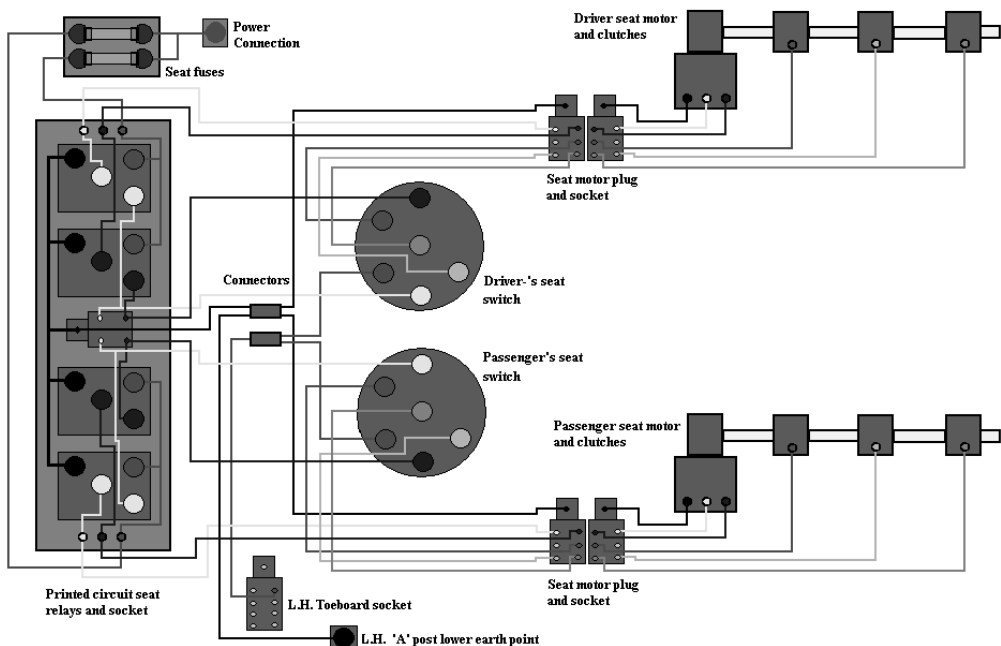 Driver seat motor
and clutches
Power
Connection
Seat fuses
Seat motor plug
and socket
Connectors
Driver-'s seat
switch
Passenger's seat
switch
Passenger seat motor
and clutches
Seat motor plug
and socket
Printed circuit seat
relays and socket
L.H. Toeboard socket
L.H. 'A' post lower earth point